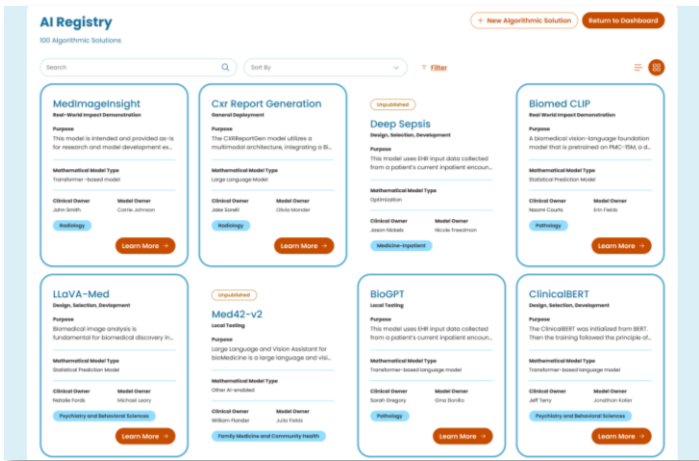 AI Registry
+ New Algorithmic Solution
Return to Dashboard
100 Algorithmic Solutions
Search
Sort By
Filter
MedImageInsight
Real-World Impact Demonstration
Purpose
This model is intended and provided as-is
for research and model development ex...
Mathematical Model Type
Transformer-based model
Clinical Owner Model Owner
John Smith Carrie Johnson
Radiology
Learn More →
Cxr Report Generation
General Deployment
Purpose
The CXRReportGen model utilizes a
multimodal architecture, integrating a Bi...
Mathematical Model Type
Large Language Model
Clinical Owner Model Owner
Jake Sorelli Olivia Mander
Radiology
Learn More →
Unpublished
Deep Sepsis
Design, Selection, Development
Purpose
This model uses EHR input data collected
from a patient's current inpatient encoun...
Mathematical Model Type
Optimization
Clinical Owner Model Owner
Jason Nickels Nicole Freedman
Medicine-Inpatient
Biomed CLIP
Real World Impact Demonstration
Purpose
A biomedical vision-language foundation
model that is pretrained on PMC-15M, a d...
Mathematical Model Type
Statistical Prediction Model
Clinical Owner Model Owner
Naomi Courts Erin Fields
Pathology
Learn More →
LLaVA-Med
Design, Selection, Development
Purpose
Biomedical image analysis is
fundamental for biomedical discovery in...
Mathematical Model Type
Statistical Prediction Model
Clinical Owner Model Owner
Natalie Fords Michael Leary
Psychiatry and Behavioral Sciences
Learn More →
Unpublished
Med42-v2
Local Testing
Purpose
Large Language and Vision Assistant for
bioMedicine is a large language and visi...
Mathematical Model Type
Other AI-enabled
Clinical Owner Model Owner
William Flander Julia Fields
Family Medicine and Community Health
BioGPT
Local Testing
Purpose
This model uses EHR input data collected
from a patient's current inpatient encoun...
Mathematical Model Type
Transformer-based language model
Clinical Owner Model Owner
Sarah Gregory Gina Bonillo
Pathology
Learn More →
ClinicalBERT
Design, Selection, Development
Purpose
The ClinicalBERT was initialized from BERT.
Then the training followed the principle of...
Mathematical Model Type
Transformer-based language model
Clinical Owner Model Owner
Jeff Terry Jonathan Koller
Psychiatry and Behavioral Sciences
Learn More →